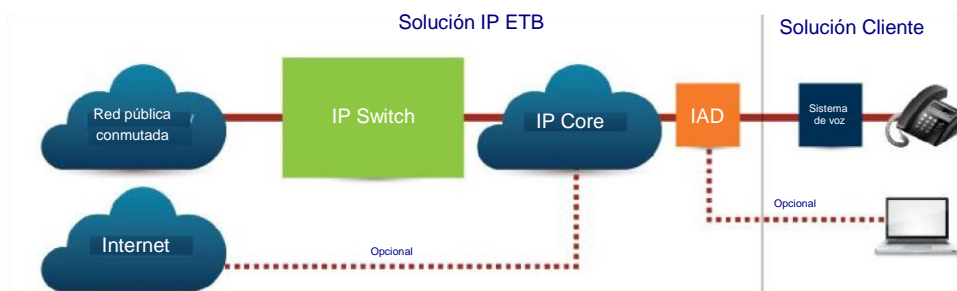 Solución IP ETB
Solución Cliente
Red pública
conmutada
IP Switch
IP Core
IAD
Sistema
de voz
Opcional
Internet
Opcional